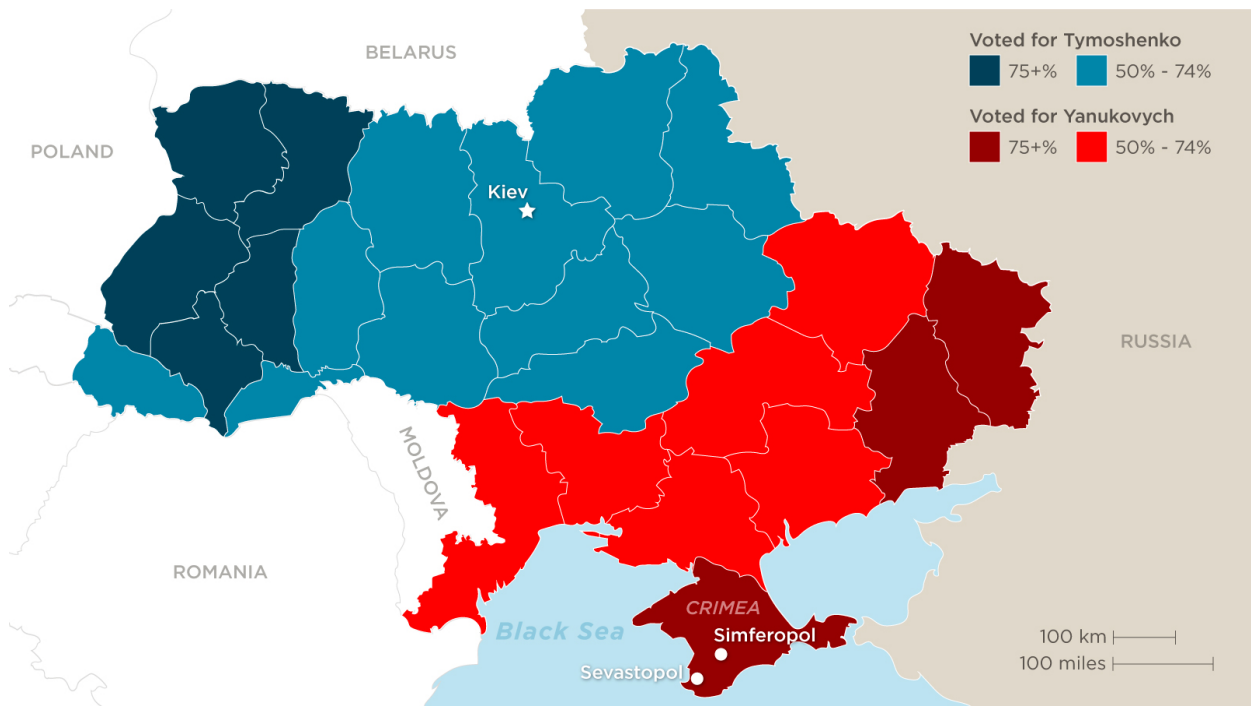 BELARUS
POLAND
Kiev
MOLDOVA
ROMANIA
RUSSIA
CRIMEA
Simferopol
Sevastopol
Black Sea
Voted for Tymoshenko
75+% 50% - 74%
Voted for Yanukovych
75+% 50% - 74%
100 km
100 miles